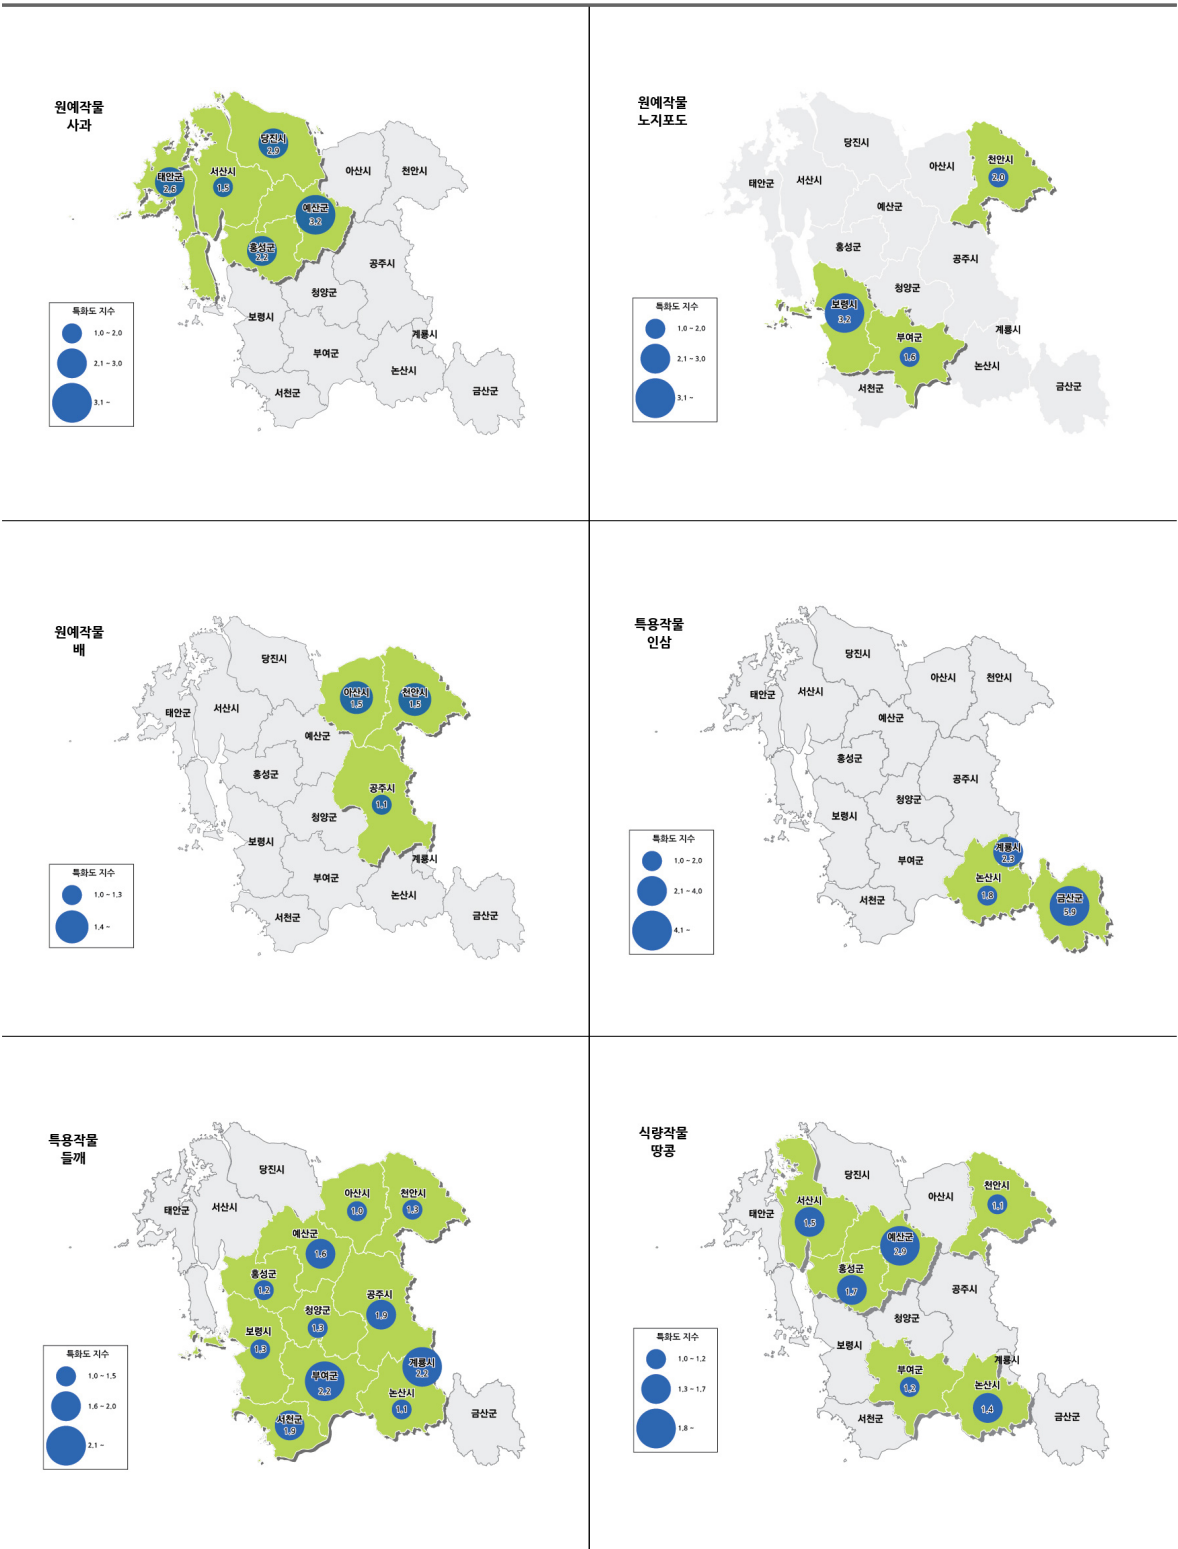 원예작물
사과
당진시
2.9
아산시
천안시
태안군
2.6
서산시
1.5
예산군
3.2
홍성군
2.2
공주시
청양군
보령시
계룡시
부여군
논산시
서천군
금산군
특화도 지수
1.0 ~ 2.0
2.1 ~ 3.0
3.1 ~
원예작물
노지포도
당진시
아산시
천안시
2.0
태안군
서산시
예산군
홍성군
공주시
청양군
보령시
3.2
계룡시
부여군
1.6
논산시
서천군
금산군
특화도 지수
1.0 ~ 2.0
2.1 ~ 3.0
3.1 ~
원예작물
배
당진시
아산시
1.5
천안시
1.5
태안군
서산시
예산군
홍성군
공주시
1.1
청양군
보령시
계룡시
부여군
논산시
서천군
금산군
특화도 지수
1.0 ~ 1.3
1.4 ~
특용작물
인삼
당진시
아산시
천안시
태안군
서산시
예산군
홍성군
공주시
청양군
보령시
계룡시
2.3
부여군
논산시
1.8
서천군
금산군
5.9
특화도 지수
1.0 ~ 2.0
2.1 ~ 4.0
4.1 ~
특용작물
들깨
당진시
아산시
1.0
천안시
1.3
태안군
서산시
예산군
1.6
홍성군
1.2
공주시
1.9
청양군
1.3
보령시
1.3
계룡시
2.2
부여군
2.2
논산시
1.1
서천군
1.9
금산군
특화도 지수
1.0 ~ 1.5
1.6 ~ 2.0
2.1 ~
식량작물
땅콩
당진시
아산시
천안시
1.1
태안군
서산시
1.5
예산군
2.9
홍성군
1.7
공주시
청양군
보령시
계룡시
부여군
1.2
논산시
1.4
서천군
금산군
특화도 지수
1.0 ~ 1.2
1.3 ~ 1.7
1.8 ~